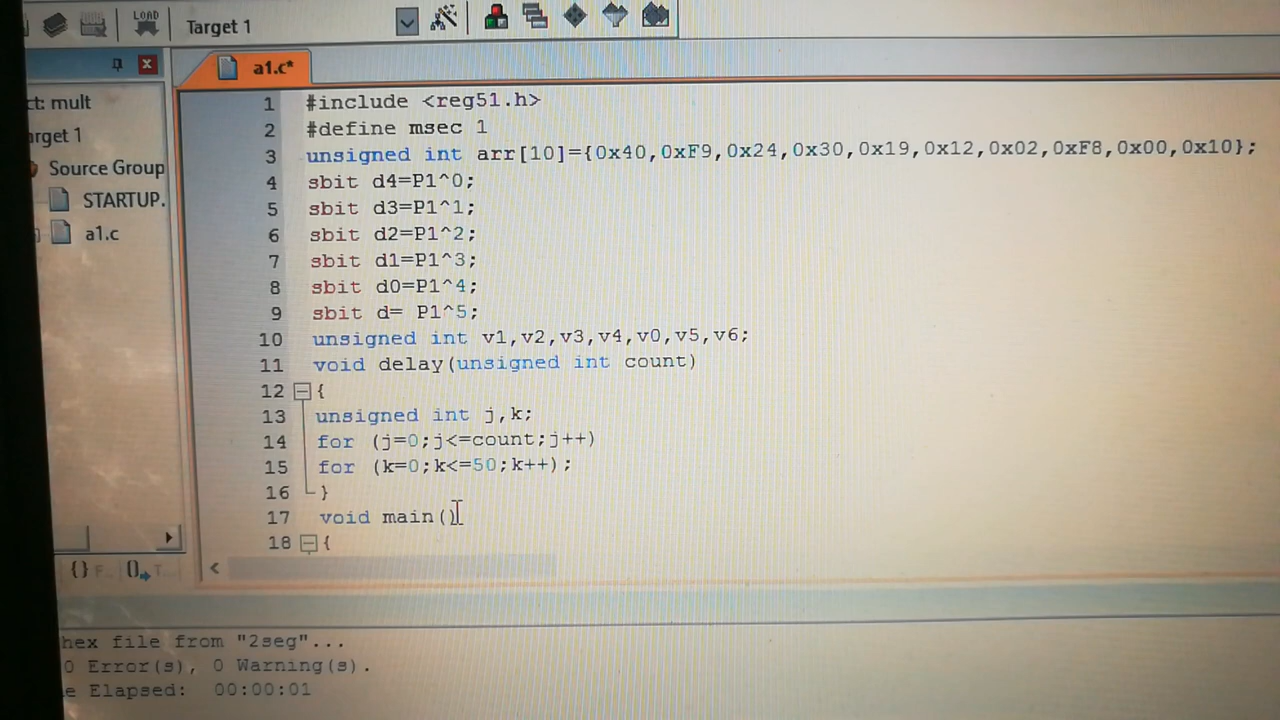 LOAD
Target 1
a1.c*
ct: mult
arget 1
Source Group
STARTUP.
a1.c
1 #include <reg51.h>
2 #define msec 1
3 unsigned int arr[10]={0x40,0xF9,0x24,0x30,0x19,0x12,0x02,0xF8,0x00,0x10};
4 sbit d4=P1^0;
5 sbit d3=P1^1;
6 sbit d2=P1^2;
7 sbit d1=P1^3;
8 sbit d0=P1^4;
9 sbit d= P1^5;
10 unsigned int v1,v2,v3,v4,v0,v5,v6;
11 void delay(unsigned int count)
12 {
13 unsigned int j,k;
14 for (j=0;j<=count;j++)
15 for (k=0;k<=50;k++);
16 }
17 void main()
18 {
{} F... 0 T...
hex file from "2seg"...
0 Error(s), 0 Warning(s).
e Elapsed: 00:00:01